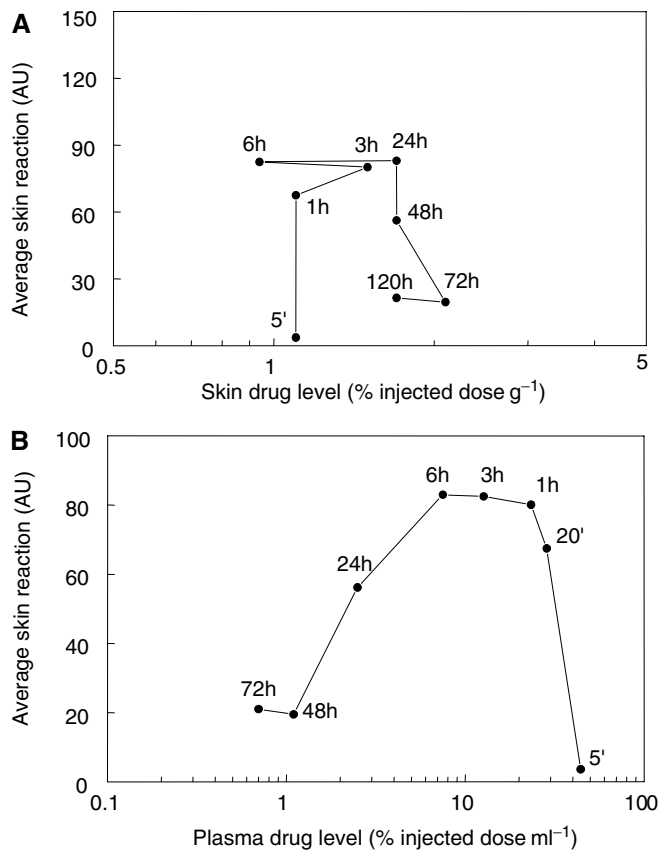 A
Average skin reaction (AU)
150
120
90
60
30
0
6h
3h
24h
1h
48h
120h
72h
5'
0.5
1
5
Skin drug level (% injected dose g⁻¹)
B
Average skin reaction (AU)
100
80
60
40
20
0
6h
3h
1h
20'
24h
72h
48h
5'
0.1
1
10
100
Plasma drug level (% injected dose ml⁻¹)